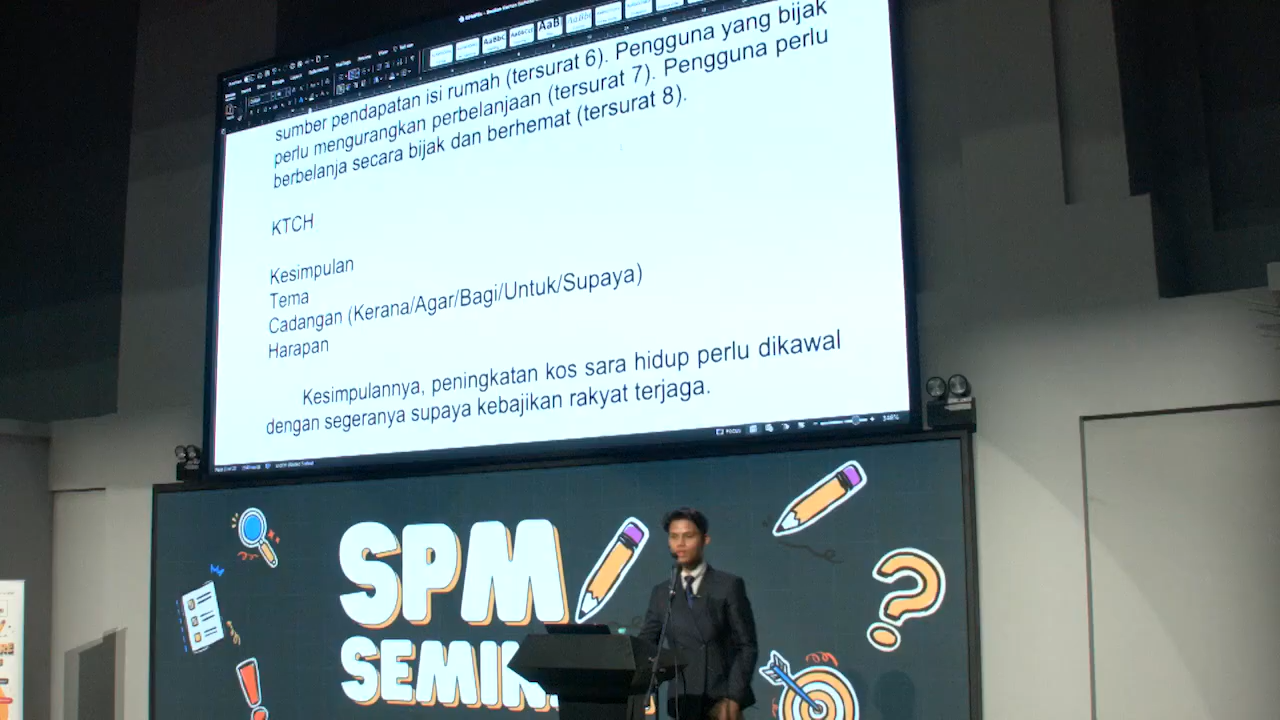 sumber pendapatan isi rumah (tersurat 6). Pengguna yang bijak
perlu mengurangkan perbelanjaan (tersurat 7). Pengguna perlu
berbelanja secara bijak dan berhemat (tersurat 8).
KTCH
Kesimpulan
Tema
Cadangan (Kerana/Agar/Bagi/Untuk/Supaya)
Harapan
Kesimpulannya, peningkatan kos sara hidup perlu dikawal
dengan segeranya supaya kebajikan rakyat terjaga.
SPM